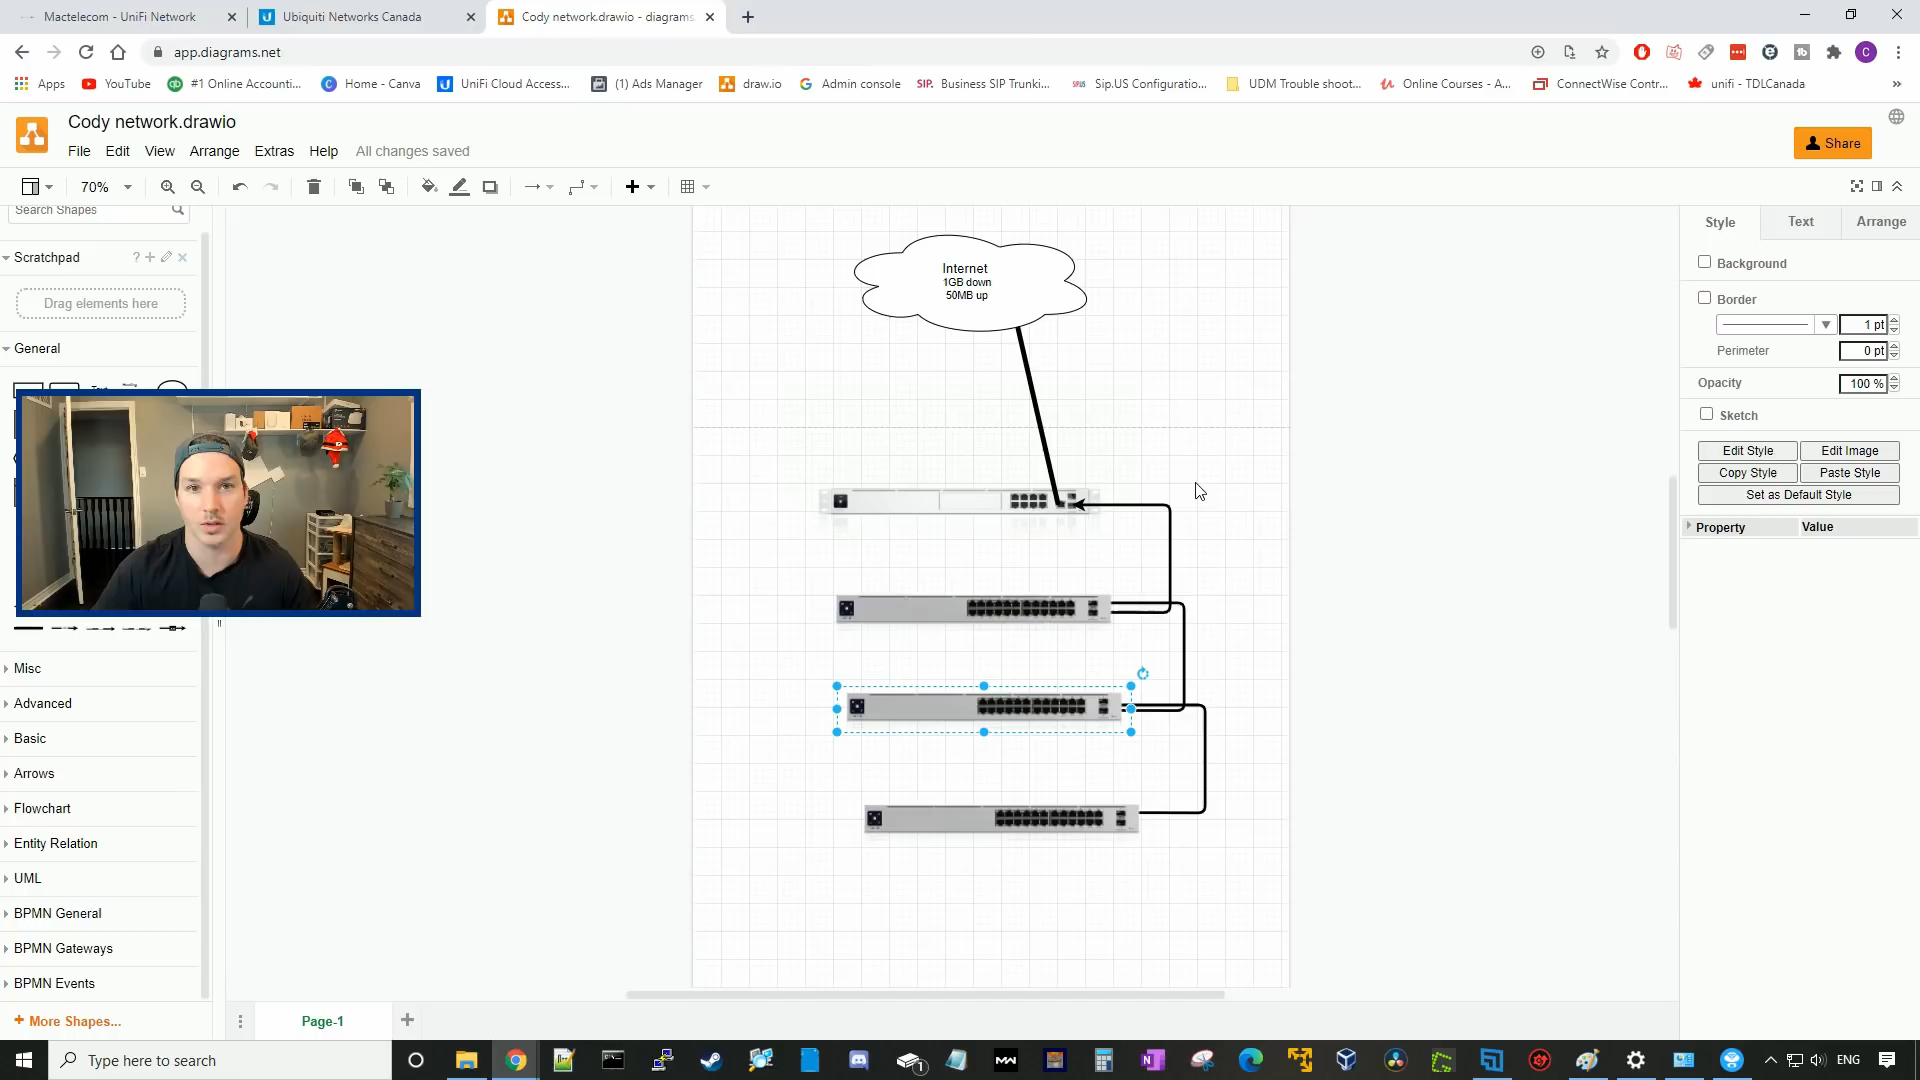 Mactelecom - UniFi Network
Ubiquiti Networks Canada
Cody network.drawio - diagrams.
app.diagrams.net
Apps
YouTube
#1 Online Accounti...
Home - Canva
UniFi Cloud Access...
(1) Ads Manager
draw.io
Admin console
SIP. Business SIP Trunki...
Sip.US Configuratio...
UDM Trouble shoot...
Online Courses - A...
ConnectWise Contr...
unifi - TDLCanada
Cody network.drawio
File Edit View Arrange Extras Help All changes saved
Share
70%
Search Shapes
Scratchpad
Drag elements here
General
Misc
Advanced
Basic
Arrows
Flowchart
Entity Relation
UML
BPMN General
BPMN Gateways
BPMN Events
+ More Shapes...
Internet
1GB down
50MB up
Style Text Arrange
Background
Border
1 pt
Perimeter 0 pt
Opacity 100 %
Sketch
Edit Style Edit Image
Copy Style Paste Style
Set as Default Style
Property Value
Page-1
Type here to search
ENG